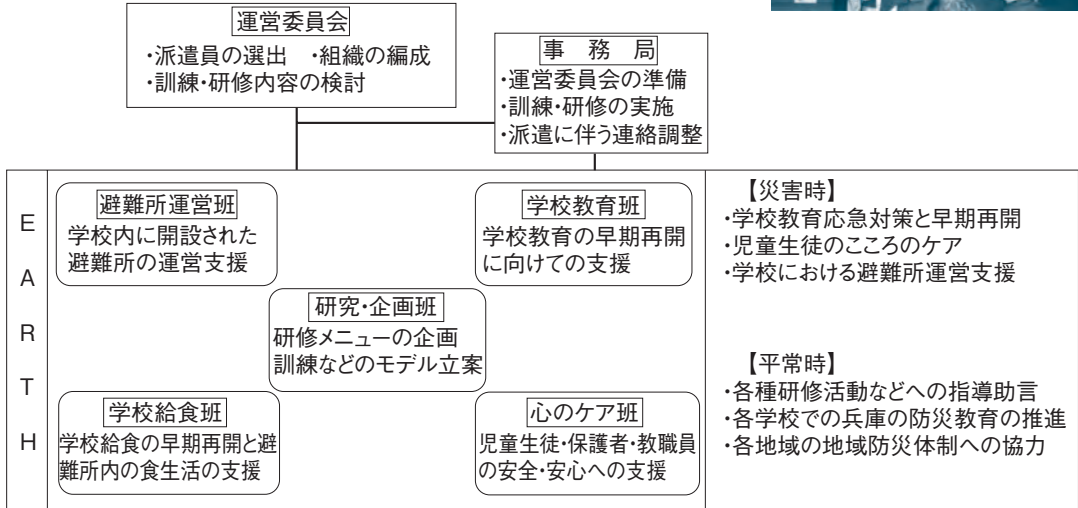 運営委員会
・派遣員の選出　・組織の編成
・訓練・研修内容の検討
事　務　局
・運営委員会の準備
・訓練・研修の実施
・派遣に伴う連絡調整
E
A
R
T
H
避難所運営班
学校内に開設された
避難所の運営支援
学校教育班
学校教育の早期再開
に向けての支援
研究・企画班
研修メニューの企画
訓練などのモデル立案
学校給食班
学校給食の早期再開と避
難所内の食生活の支援
心のケア班
児童生徒・保護者・教職員
の安全・安心への支援
【災害時】
・学校教育応急対策と早期再開
・児童生徒のこころのケア
・学校における避難所運営支援
【平常時】
・各種研修活動などへの指導助言
・各学校での兵庫の防災教育の推進
・各地域の地域防災体制への協力